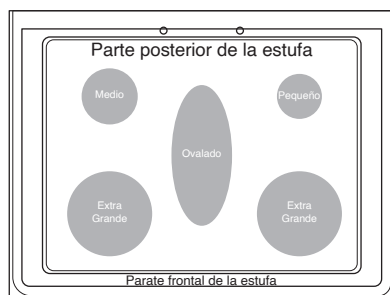 Parte posterior de la estufa
Medio
Pequeño
Ovalado
Extra
Grande
Extra
Grande
Parate frontal de la estufa